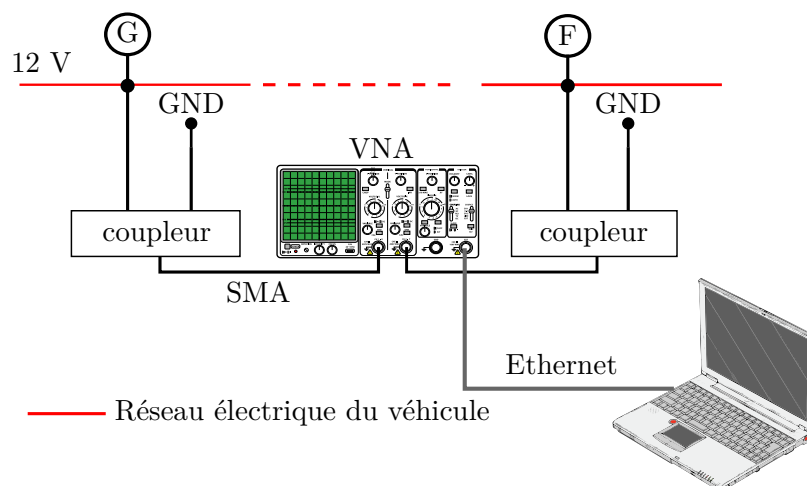 G
F
12 V
GND
GND
VNA
coupleur
coupleur
SMA
Ethernet
Réseau électrique du véhicule